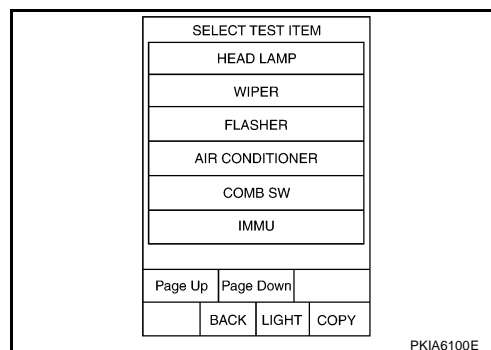 SELECT TEST ITEM
HEAD LAMP
WIPER
FLASHER
AIR CONDITIONER
COMB SW
IMMU
Page Up Page Down
BACK LIGHT COPY
PKIA6100E